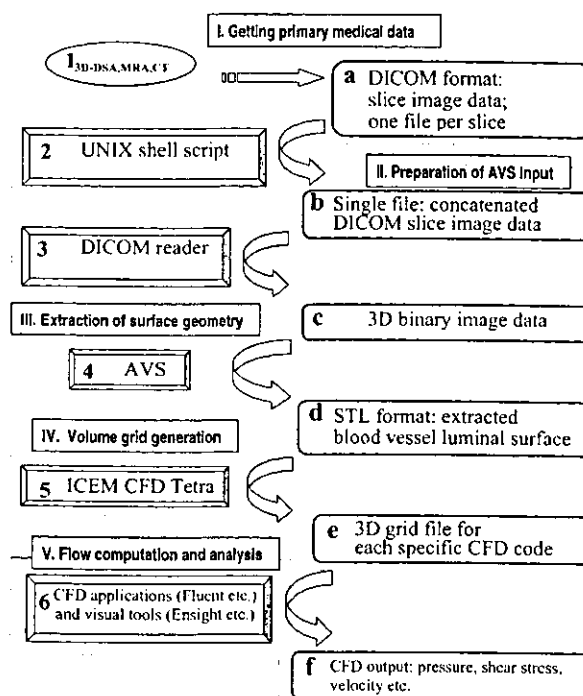 I. Getting primary medical data
1 3D-DSA,MRA,CT
a DICOM format:
slice image data;
one file per slice
2 UNIX shell script
II. Preparation of AVS Input
b Single file: concatenated
DICOM slice image data
3 DICOM reader
III. Extraction of surface geometry
c 3D binary image data
4 AVS
d STL format: extracted
blood vessel luminal surface
IV. Volume grid generation
5 ICEM CFD Tetra
e 3D grid file for
each specific CFD code
V. Flow computation and analysis
6 CFD applications (Fluent etc.)
and visual tools (Ensight etc.)
f CFD output: pressure, shear stress,
velocity etc.